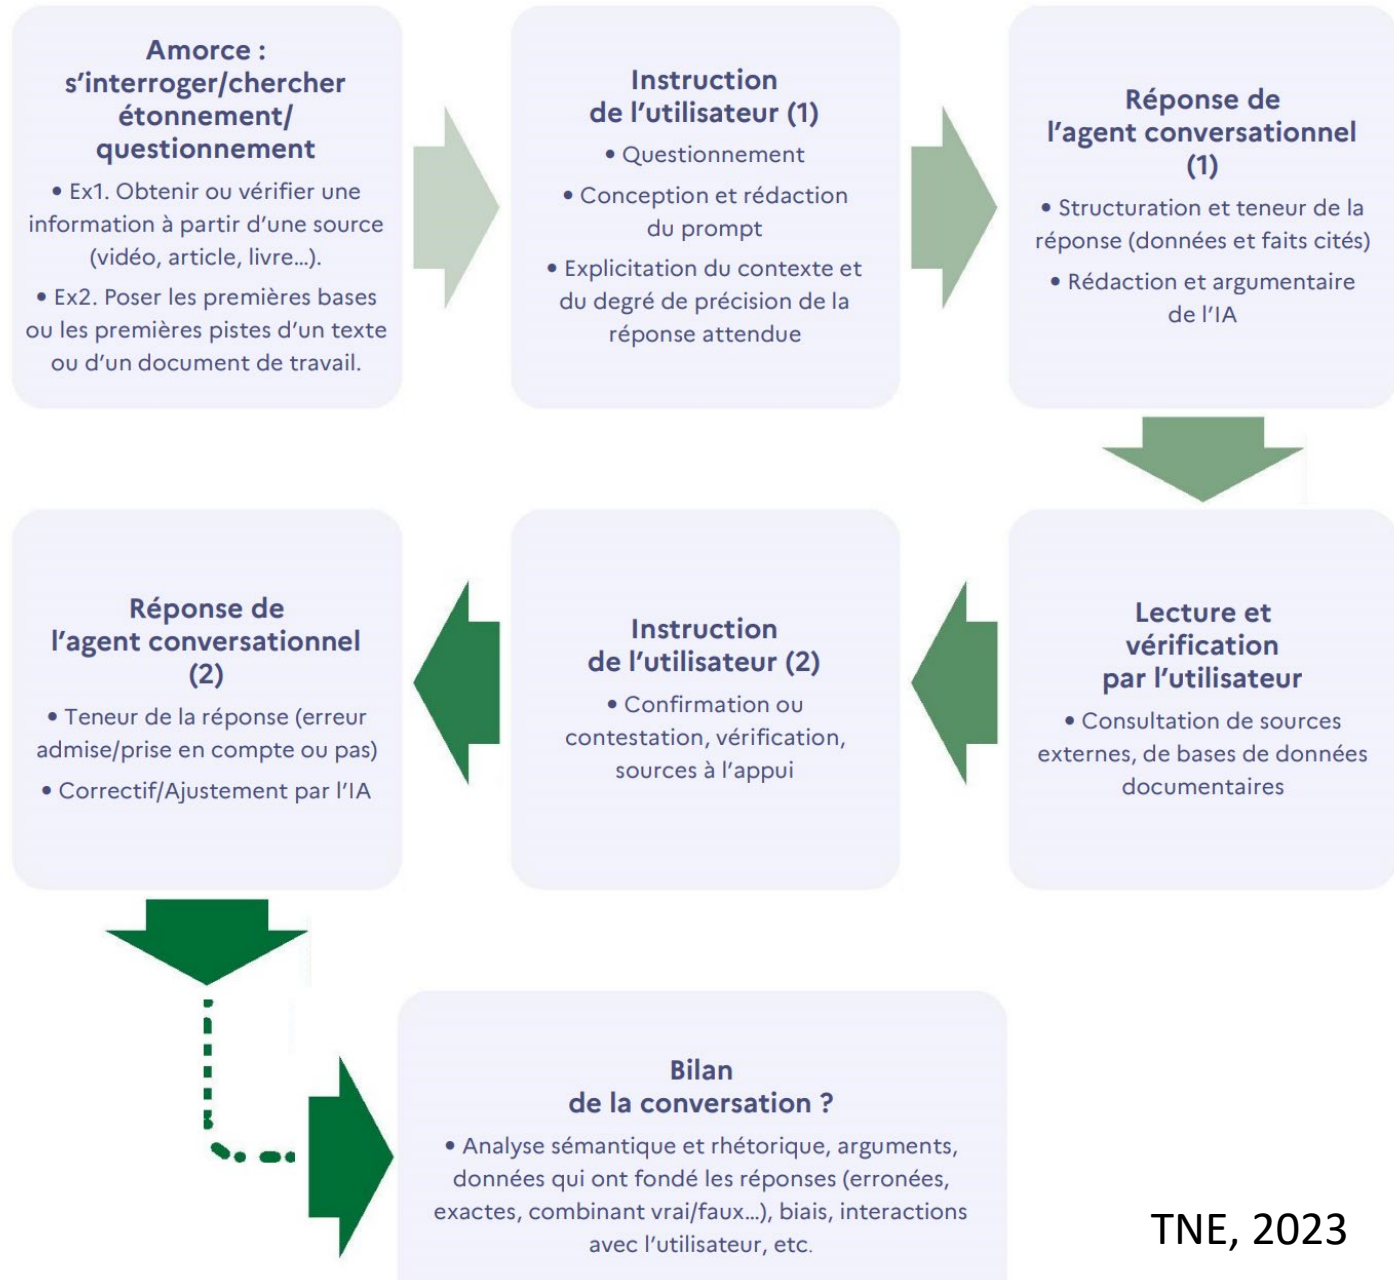 Amorce :
s’interroger/chercher
étonnement/
questionnement
• Ex1. Obtenir ou vérifier une
information à partir d’une source
(vidéo, article, livre…).
• Ex2. Poser les premières bases
ou les premières pistes d’un texte
ou d’un document de travail.
Instruction
de l’utilisateur (1)
• Questionnement
• Conception et rédaction
du prompt
• Explicitation du contexte et
du degré de précision de la
réponse attendue
Réponse de
l’agent conversationnel
(1)
• Structuration et teneur de la
réponse (données et faits cités)
• Rédaction et argumentaire
de l’IA
Lecture et
vérification
par l’utilisateur
• Consultation de sources
externes, de bases de données
documentaires
Instruction
de l’utilisateur (2)
• Confirmation ou
contestation, vérification,
sources à l’appui
Réponse de
l’agent conversationnel
(2)
• Teneur de la réponse (erreur
admise/prise en compte ou pas)
• Correctif/Ajustement par l’IA
Bilan
de la conversation ?
• Analyse sémantique et rhétorique, arguments,
données qui ont fondé les réponses (erronées,
exactes, combinant vrai/faux…), biais, interactions
avec l’utilisateur, etc.
TNE, 2023